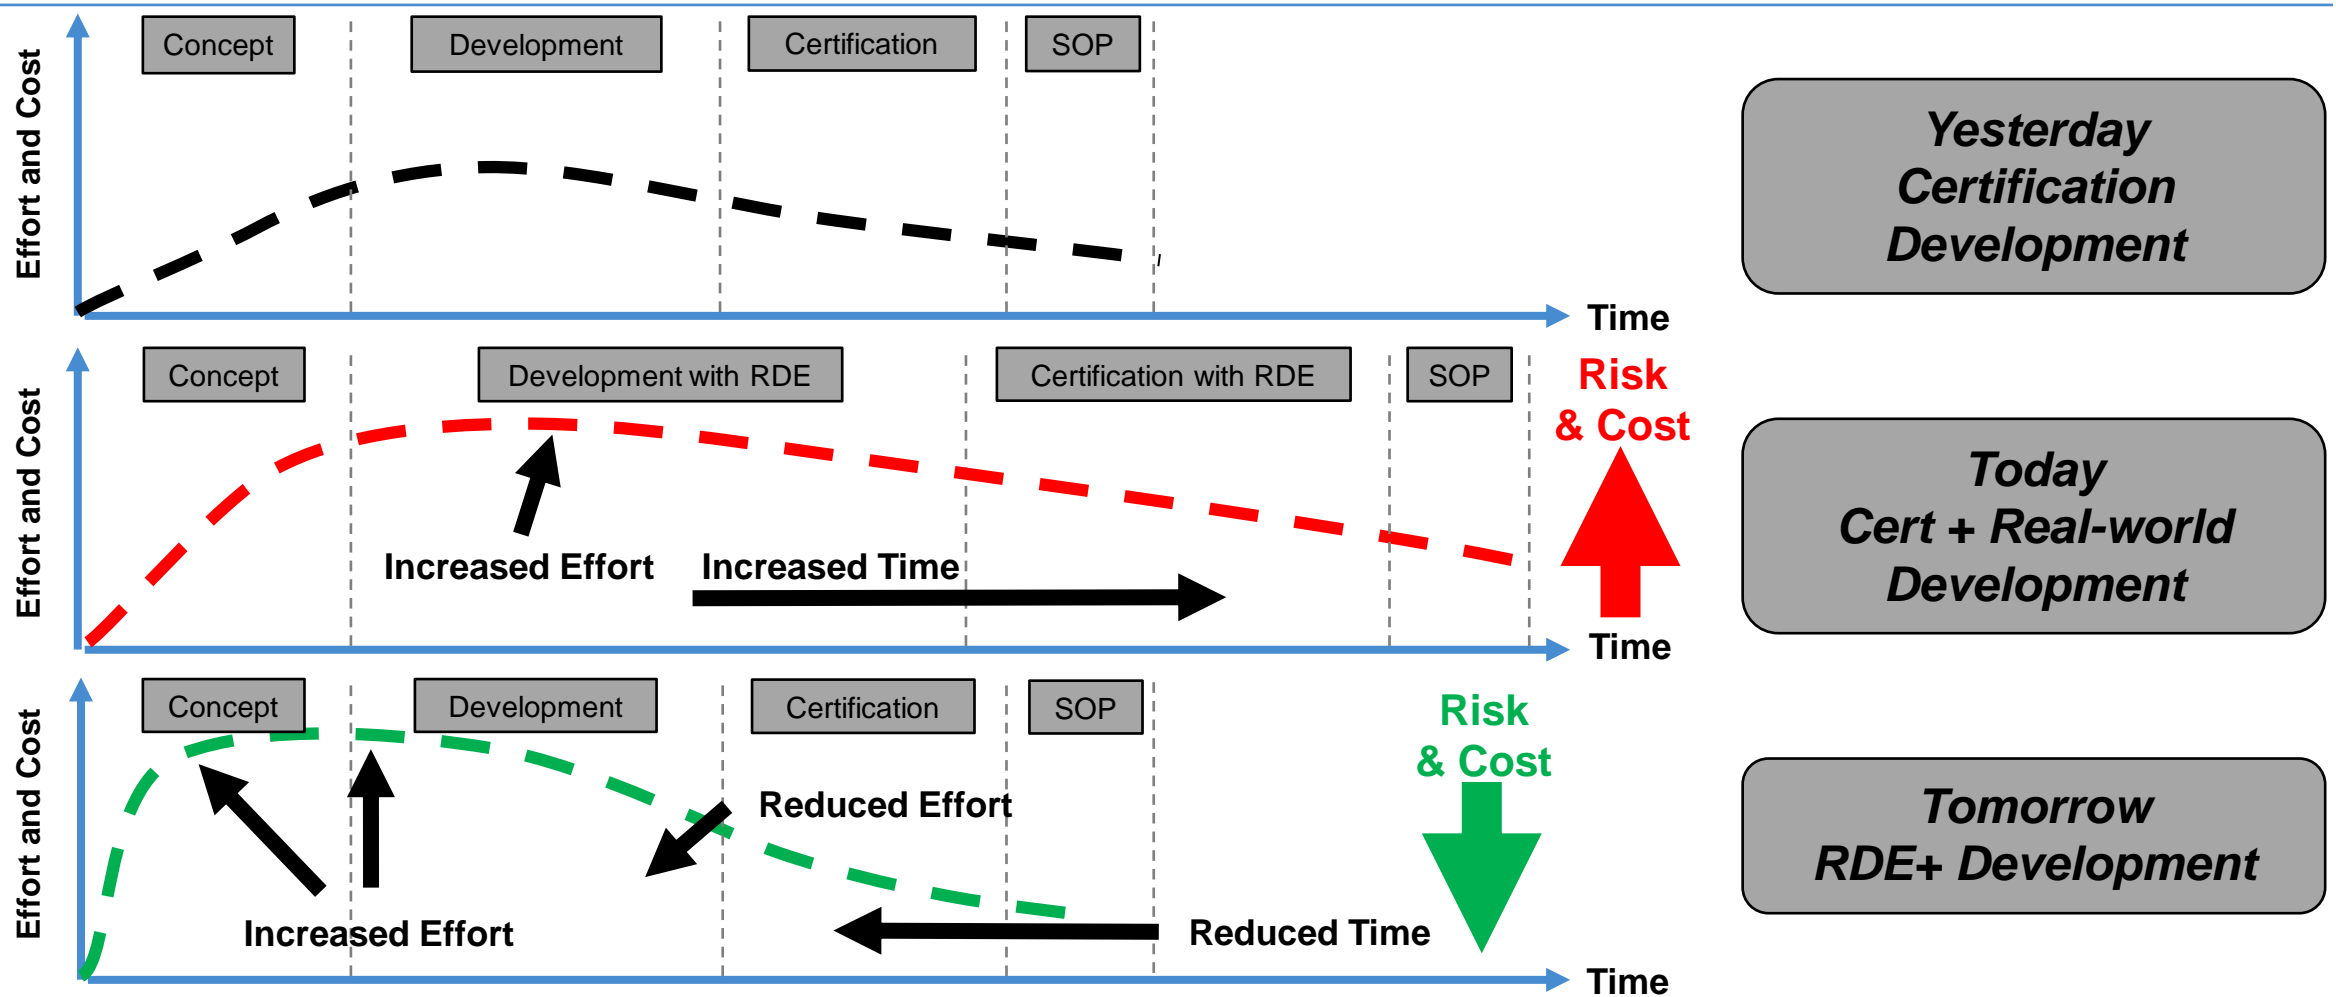 Effort and Cost
Concept
Development
Certification
SOP
Time
Yesterday
Certification
Development
Effort and Cost
Concept
Development with RDE
Certification with RDE
SOP
Increased Effort
Increased Time
Risk
& Cost
Time
Today
Cert + Real-world
Development
Effort and Cost
Concept
Development
Certification
SOP
Reduced Effort
Increased Effort
Reduced Time
Risk
& Cost
Time
Tomorrow
RDE+ Development